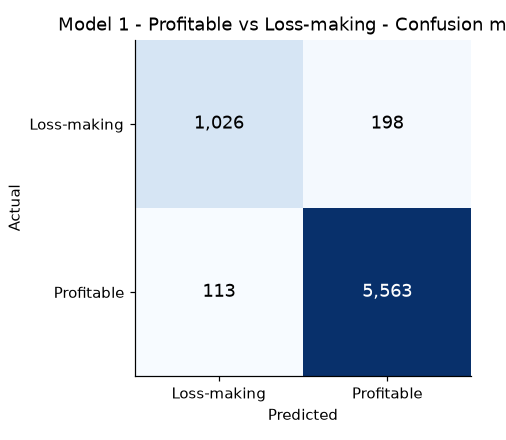 Model 1 - Profitable vs Loss-making - Confusion m
Loss-making
1,026
198
Actual
Profitable
113
5,563
Loss-making
Profitable
Predicted